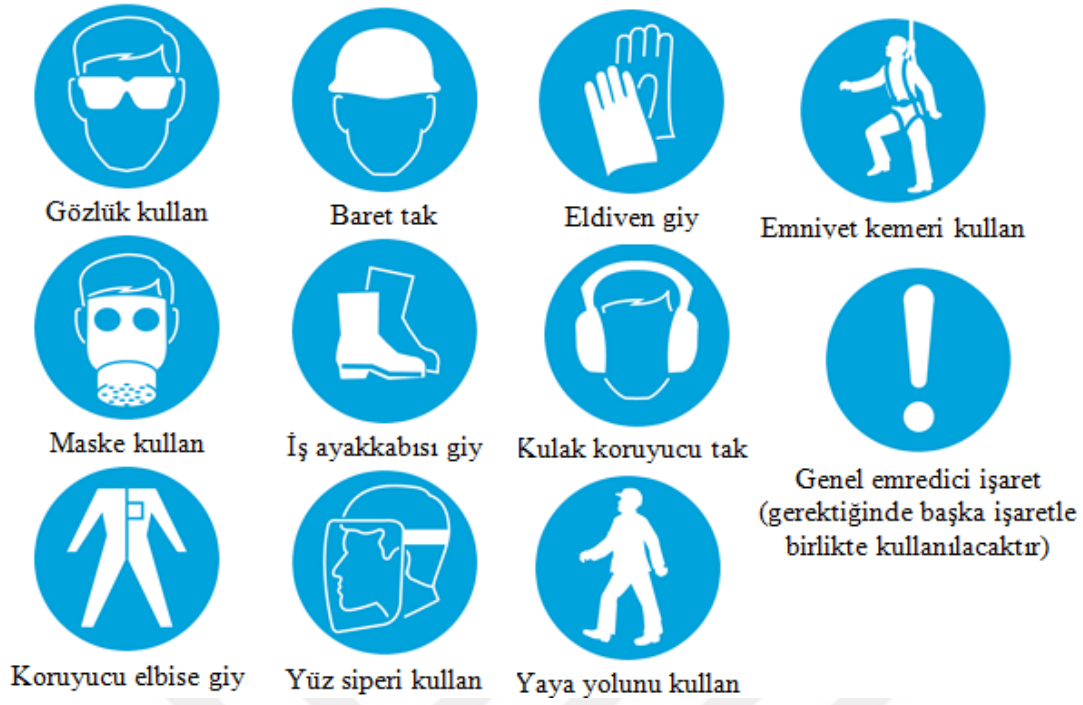 Gözlük kullan
Baret tak
Eldiven giy
Emniyet kemeri kullan
Maske kullan
İş ayakkabısı giy
Kulak koruyucu tak
Genel emredici işaret
(gerektiğinde başka işaretle
birlikte kullanılacaktır)
Koruyucu elbise giy
Yüz siperi kullan
Yaya yolunu kullan